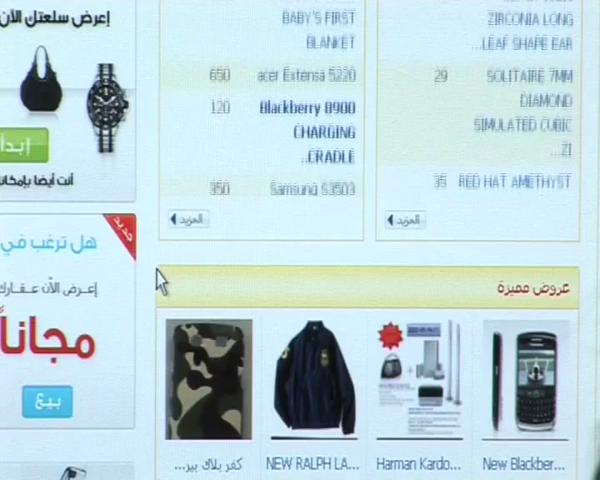 إعرض سلعتك الآن
أنت أيضا
جديد
هل ترغب في
إعرض الآن
مجاناً
بيع
BABY'S FIRST
BLANKET
650 acer Extensa 5220
120 Blackberry 8900
CHARGING
CRADLE..
350 Samsung S3503
المزيد
ZIRCONIA LONG
LEAF SHAPE EAR...
29 SOLITAIRE 7MM
DIAMOND
SIMULATED CUBIC
ZI...
35 RED HAT AMETHYST
المزيد
عروض مميزة
كفر بلاك بير...
NEW RALPH LA...
Harman Kardo...
New Blackber...